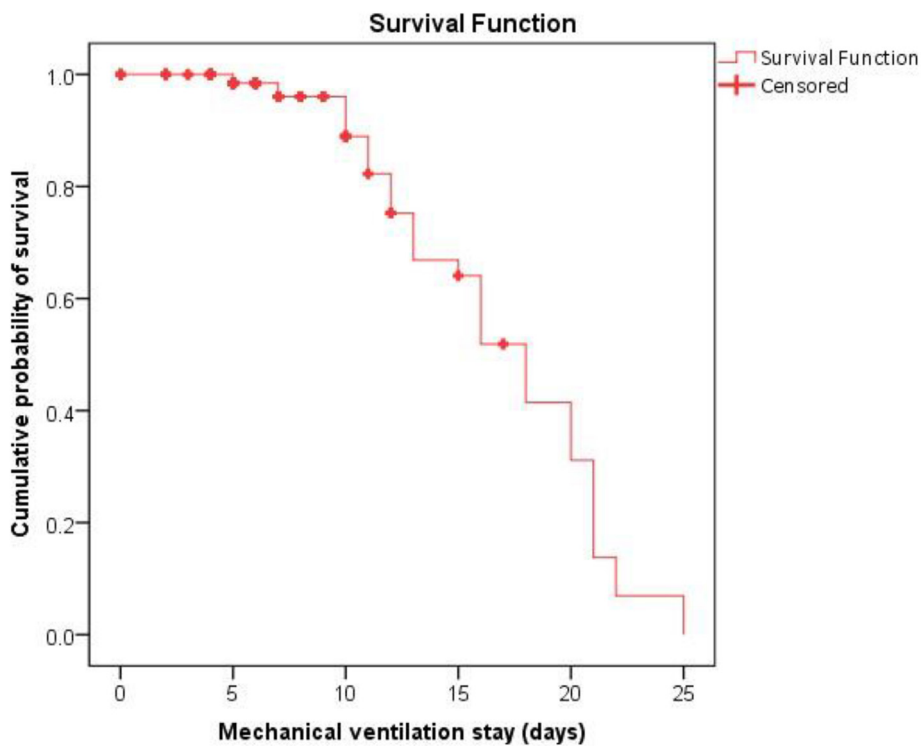 Survival Function
Survival Function
Censored
Cumulative probability of survival
1.0
0.8
0.6
0.4
0.2
0.0
0 5 10 15 20 25
Mechanical ventilation stay (days)